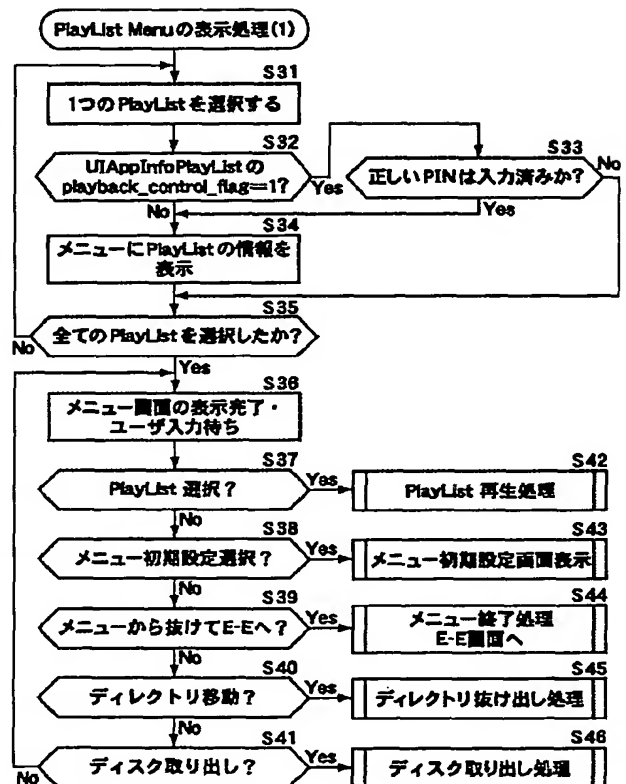 PlayList Menuの表示処理(1)
S31
1つのPlayListを選択する
S32
UIAppInfoPlayListの
playback_control_flag==1?
Yes
No
S33
正しいPINは入力済みか?
No
Yes
S34
メニューにPlayListの情報を
表示
S35
全てのPlayListを選択したか?
No
Yes
S36
メニュー画面の表示完了・
ユーザ入力待ち
S37
PlayList 選択?
Yes
No
S42
PlayList 再生処理
S38
メニュー初期設定選択?
Yes
No
S43
メニュー初期設定画面表示
S39
メニューから抜けてE-Eへ?
Yes
No
S44
メニュー終了処理
E-E画面へ
S40
ディレクトリ移動?
Yes
No
S45
ディレクトリ抜け出し処理
S41
ディスク取り出し?
Yes
No
S46
ディスク取り出し処理